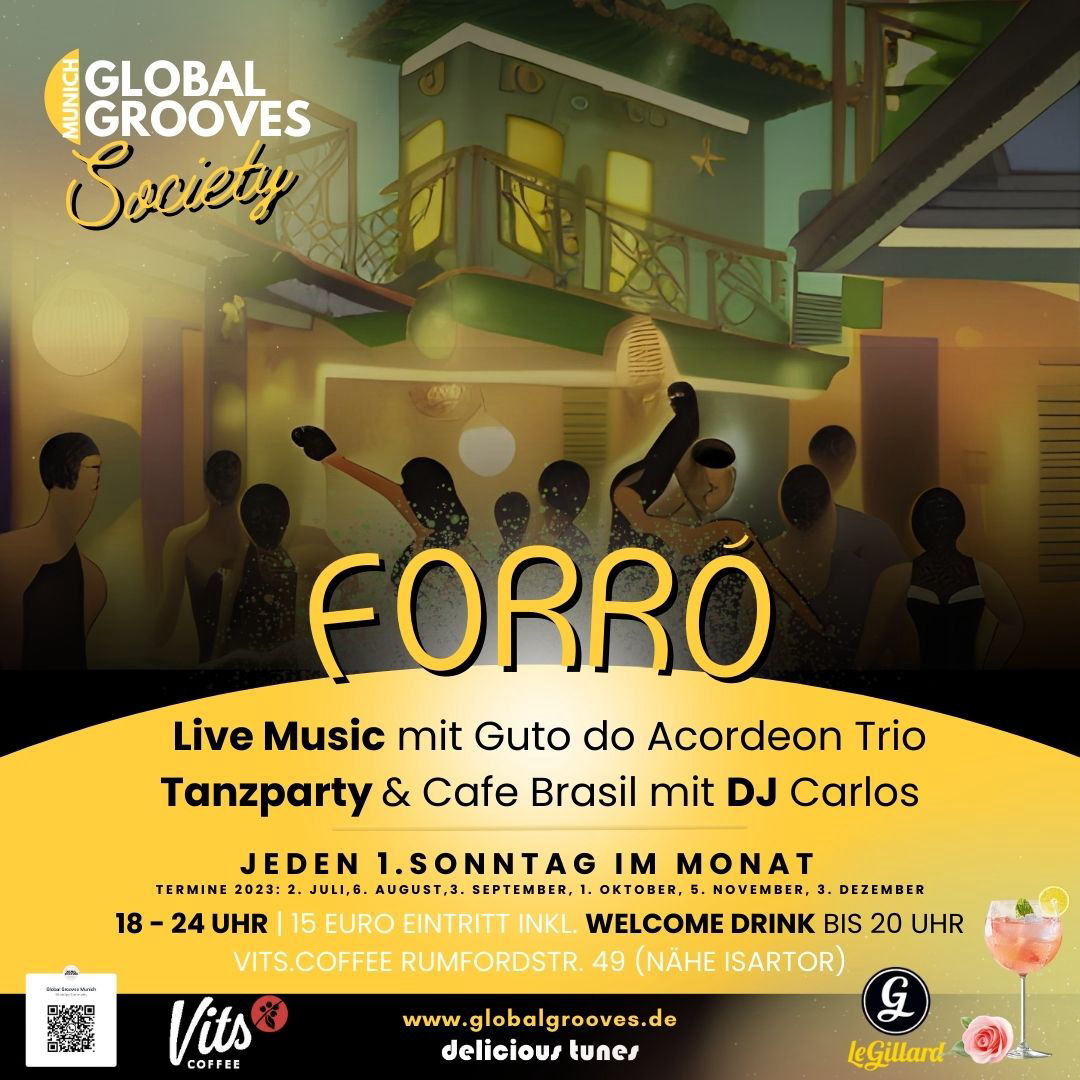 MUNICH
GLOBAL
GROOVES
Society
FORRÓ
Live Music mit Guto do Acordeon Trio
Tanzparty & Cafe Brasil mit DJ Carlos
JEDEN 1.SONNTAG IM MONAT
TERMINE 2023: 2. JULI,6. AUGUST,3. SEPTEMBER, 1. OKTOBER, 5. NOVEMBER, 3. DEZEMBER
18 – 24 UHR | 15 EURO EINTRITT INKL. WELCOME DRINK BIS 20 UHR
VITS.COFFEE RUMFORDSTR. 49 (NÄHE ISARTOR)
Global Grooves Munich
Vits
COFFEE
www.globalgrooves.de
delicious tunes
G
LeGillard